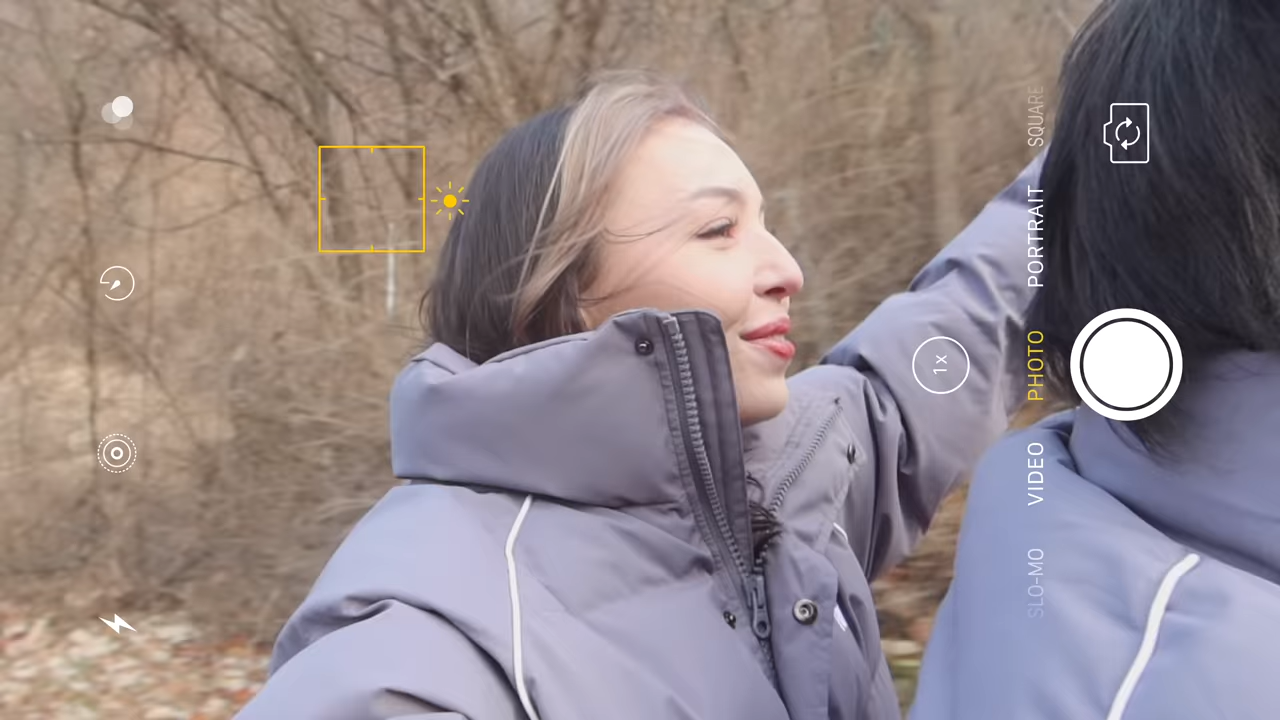 SQUARE
PORTRAIT
PHOTO
VIDEO
SLO-MO
1x